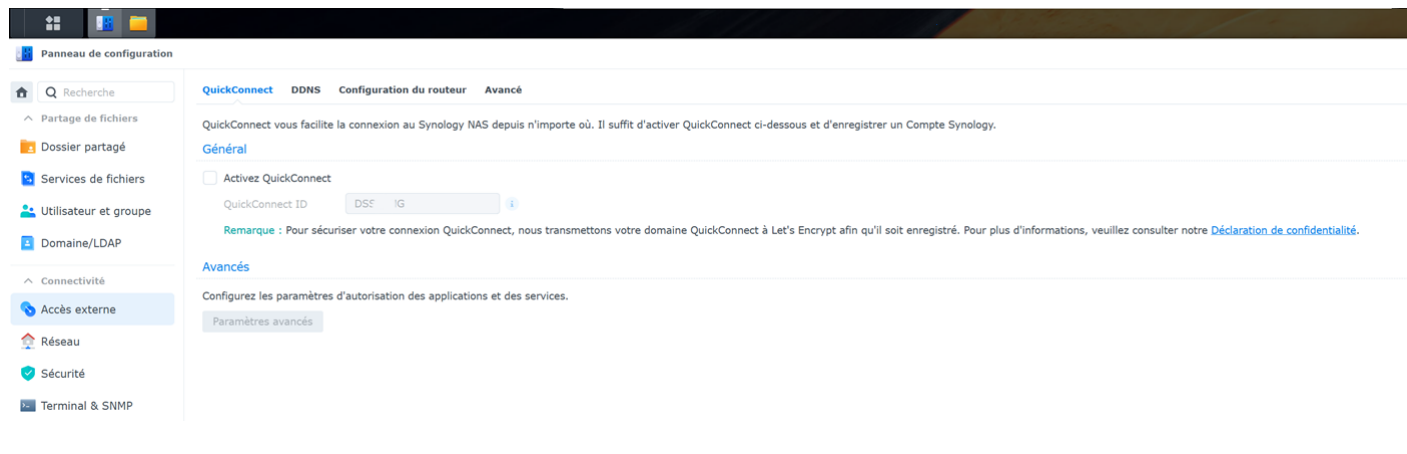 Panneau de configuration
Recherche
QuickConnect DDNS Configuration du routeur Avancé
Partage de fichiers
QuickConnect vous facilite la connexion au Synology NAS depuis n'importe où. Il suffit d'activer QuickConnect ci-dessous et d'enregistrer un Compte Synology.
Dossier partagé
Général
Services de fichiers
Activez QuickConnect
Utilisateur et groupe
QuickConnect ID
Remarque : Pour sécuriser votre connexion QuickConnect, nous transmettons votre domaine QuickConnect à Let's Encrypt afin qu'il soit enregistré. Pour plus d'informations, veuillez consulter notre Déclaration de confidentialité.
Domaine/LDAP
Avancés
Connectivité
Configurez les paramètres d'autorisation des applications et des services.
Accès externe
Paramètres avancés
Réseau
Sécurité
Terminal & SNMP